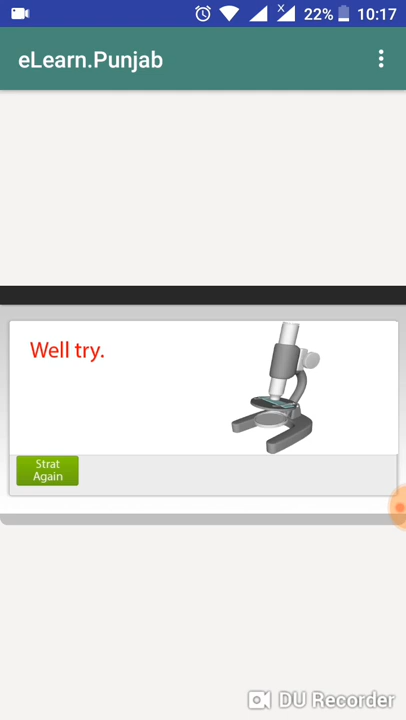 22% 10:17
eLearn.Punjab
Well try.
Strat
Again
DU Recorder